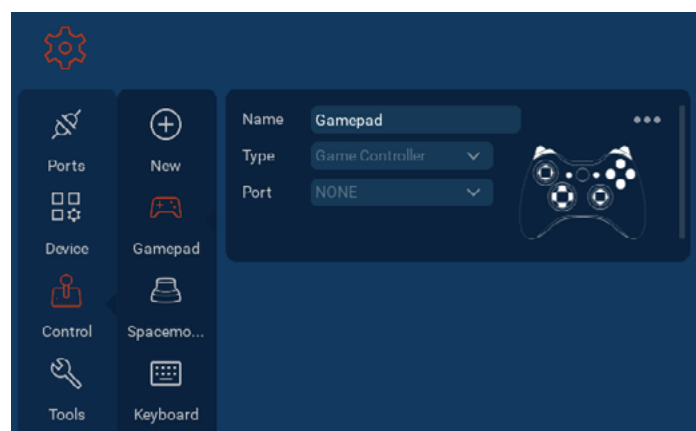 Ports
Device
Control
Tools
New
Gamepad
Spacemo...
Keyboard
Name Gamepad
Type Game Controller
Port NONE